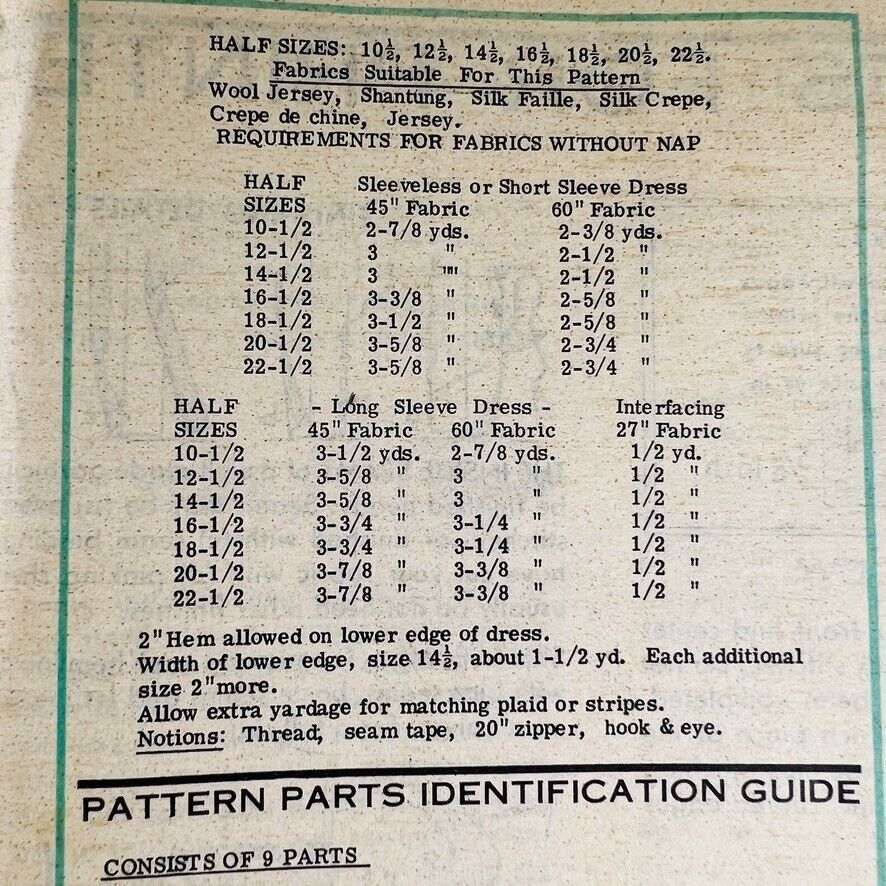 HALF SIZES: 10½, 12½, 14½, 16½, 18½, 20½, 22½.
Fabrics Suitable For This Pattern
Wool Jersey, Shantung, Silk Faille, Silk Crepe,
Crepe de chine, Jersey.
REQUIREMENTS FOR FABRICS WITHOUT NAP
HALF Sleeveless or Short Sleeve Dress
SIZES 45" Fabric 60" Fabric
10-1/2 2-7/8 yds. 2-3/8 yds.
12-1/2 3 " 2-1/2 "
14-1/2 3 "" 2-1/2 "
16-1/2 3-3/8 " 2-5/8 "
18-1/2 3-1/2 " 2-5/8 "
20-1/2 3-5/8 " 2-3/4 "
22-1/2 3-5/8 " 2-3/4 "
HALF - Long Sleeve Dress - Interfacing
SIZES 45" Fabric 60" Fabric 27" Fabric
10-1/2 3-1/2 yds. 2-7/8 yds. 1/2 yd.
12-1/2 3-5/8 " 3 " 1/2 "
14-1/2 3-5/8 " 3 " 1/2 "
16-1/2 3-3/4 " 3-1/4 " 1/2 "
18-1/2 3-3/4 " 3-1/4 " 1/2 "
20-1/2 3-7/8 " 3-3/8 " 1/2 "
22-1/2 3-7/8 " 3-3/8 " 1/2 "
2" Hem allowed on lower edge of dress.
Width of lower edge, size 14½, about 1-1/2 yd. Each additional
size 2" more.
Allow extra yardage for matching plaid or stripes.
Notions: Thread, seam tape, 20" zipper, hook & eye.
PATTERN PARTS IDENTIFICATION GUIDE
CONSISTS OF 9 PARTS